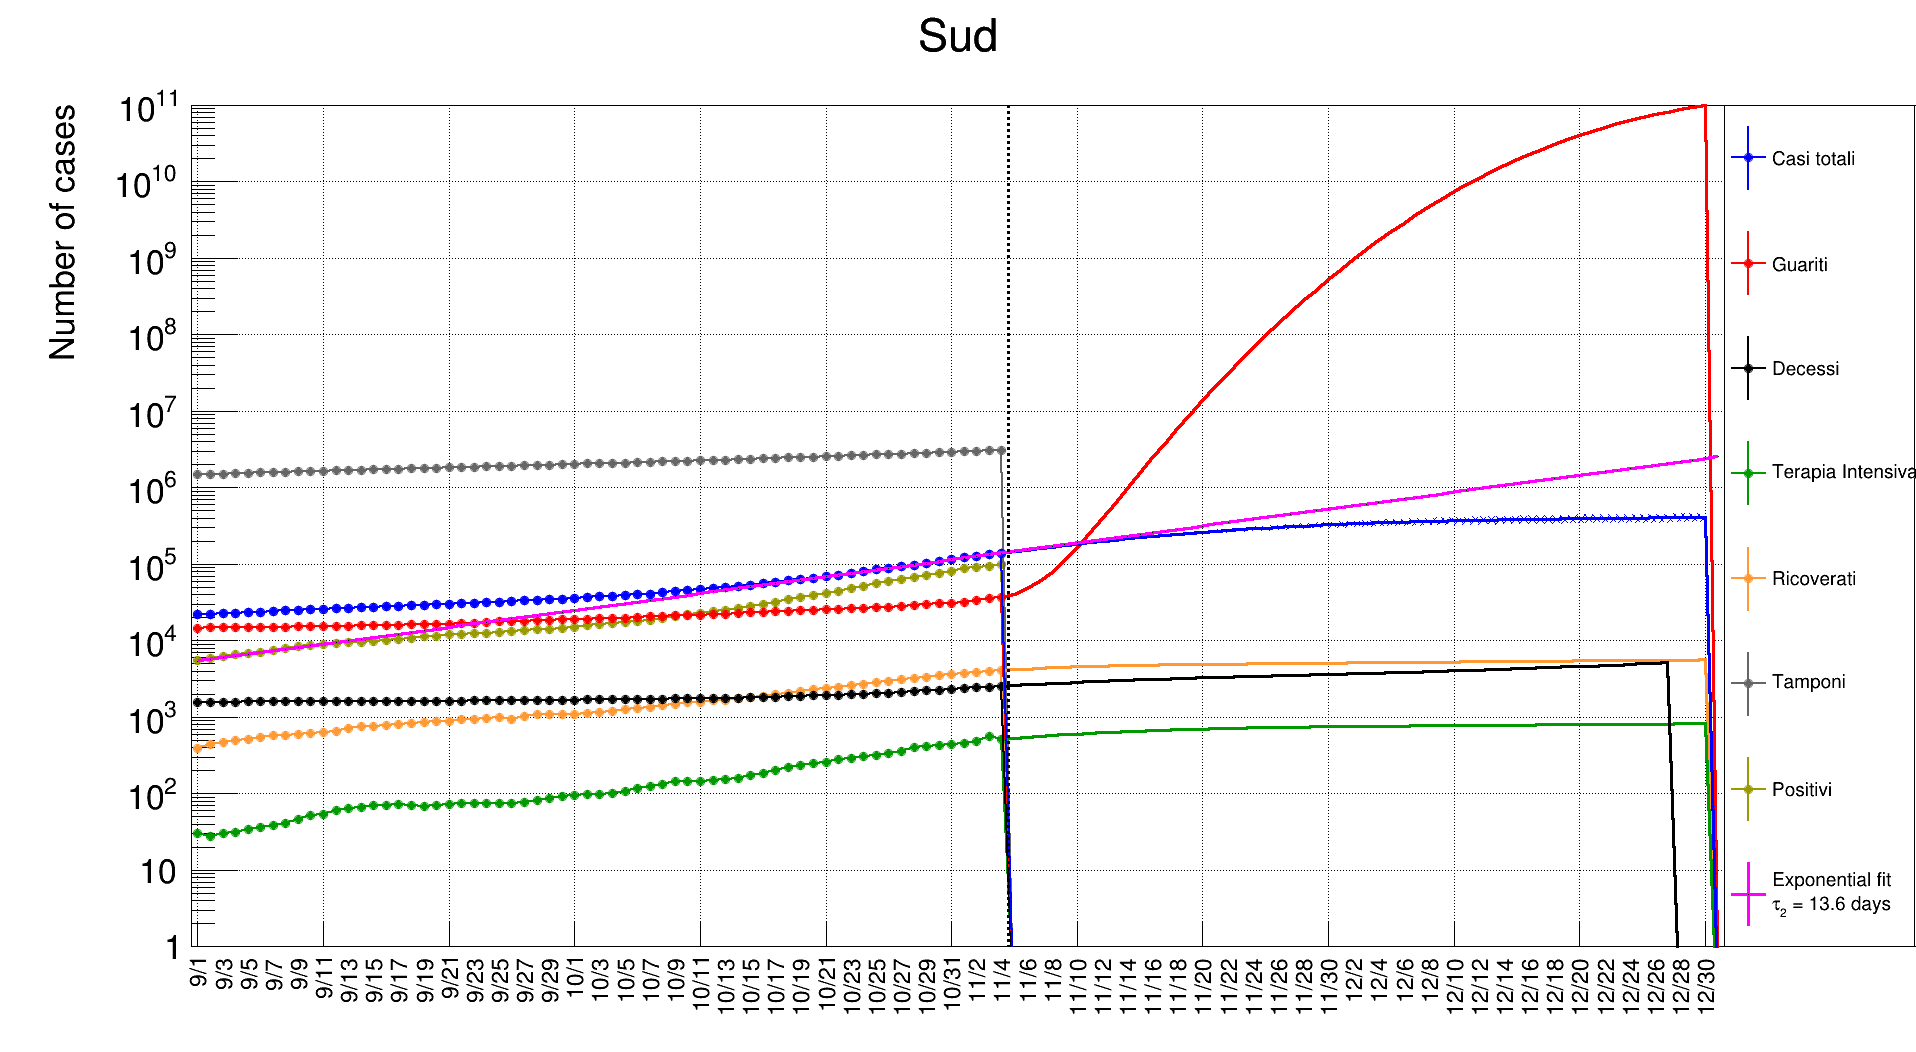 Sud
Number of cases
10^11
10^10
10^9
10^8
10^7
10^6
10^5
10^4
10^3
10^2
10
1
9/1 9/3 9/5 9/7 9/9 9/11 9/13 9/15 9/17 9/19 9/21 9/23 9/25 9/27 9/29 10/1 10/3 10/5 10/7 10/9 10/11 10/13 10/15 10/17 10/19 10/21 10/23 10/25 10/27 10/29 10/31 11/2 11/4 11/6 11/8 11/10 11/12 11/14 11/16 11/18 11/20 11/22 11/24 11/26 11/28 11/30 12/2 12/4 12/6 12/8 12/10 12/12 12/14 12/16 12/18 12/20 12/22 12/24 12/26 12/28 12/30
Casi totali
Guariti
Decessi
Terapia Intensiva
Ricoverati
Tamponi
Positivi
Exponential fit
τ₂ = 13.6 days